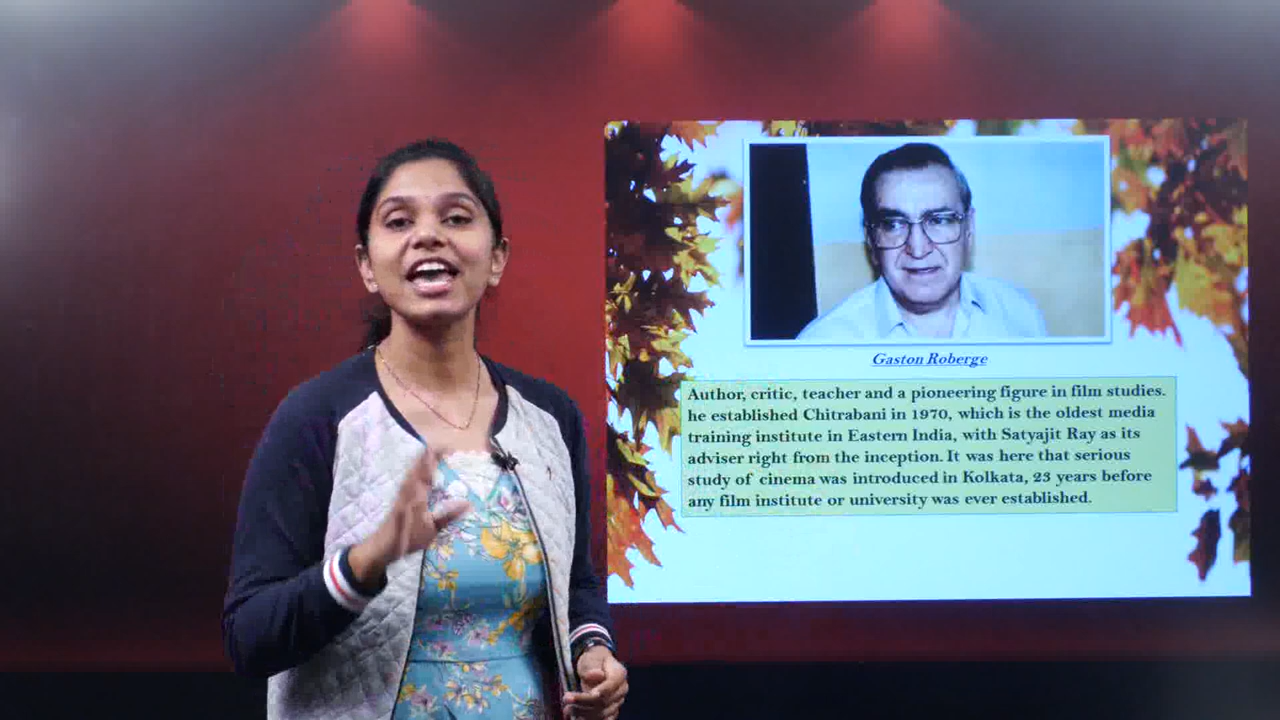 Gaston Roberge
Author, critic, teacher and a pioneering figure in film studies.
he established Chitrabani in 1970, which is the oldest media
training institute in Eastern India, with Satyajit Ray as its
adviser right from the inception. It was here that serious
study of cinema was introduced in Kolkata, 23 years before
any film institute or university was ever established.